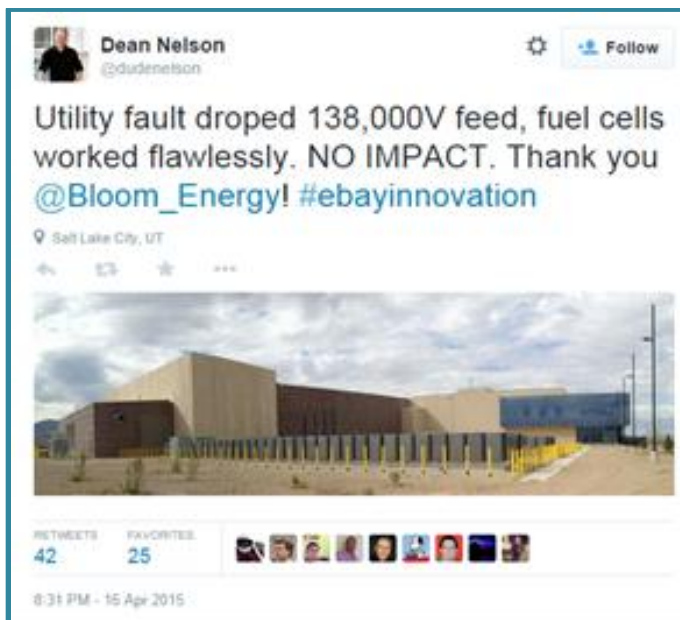 Dean Nelson
@dudenelson
Follow
Utility fault droped 138,000V feed, fuel cells
worked flawlessly. NO IMPACT. Thank you
@Bloom_Energy! #ebayinnovation
Salt Lake City, UT
RETWEETS
FAVORITES
42
25
8:31 PM - 16 Apr 2015